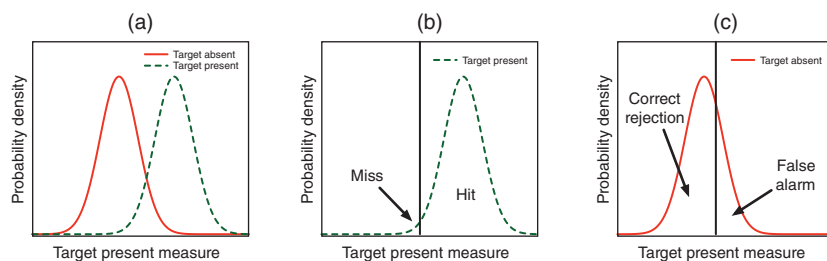 (a)
Target absent
Target present
Probability density
Target present measure
(b)
Target present
Probability density
Miss
Hit
Target present measure
(c)
Target absent
Probability density
Correct
rejection
False
alarm
Target present measure